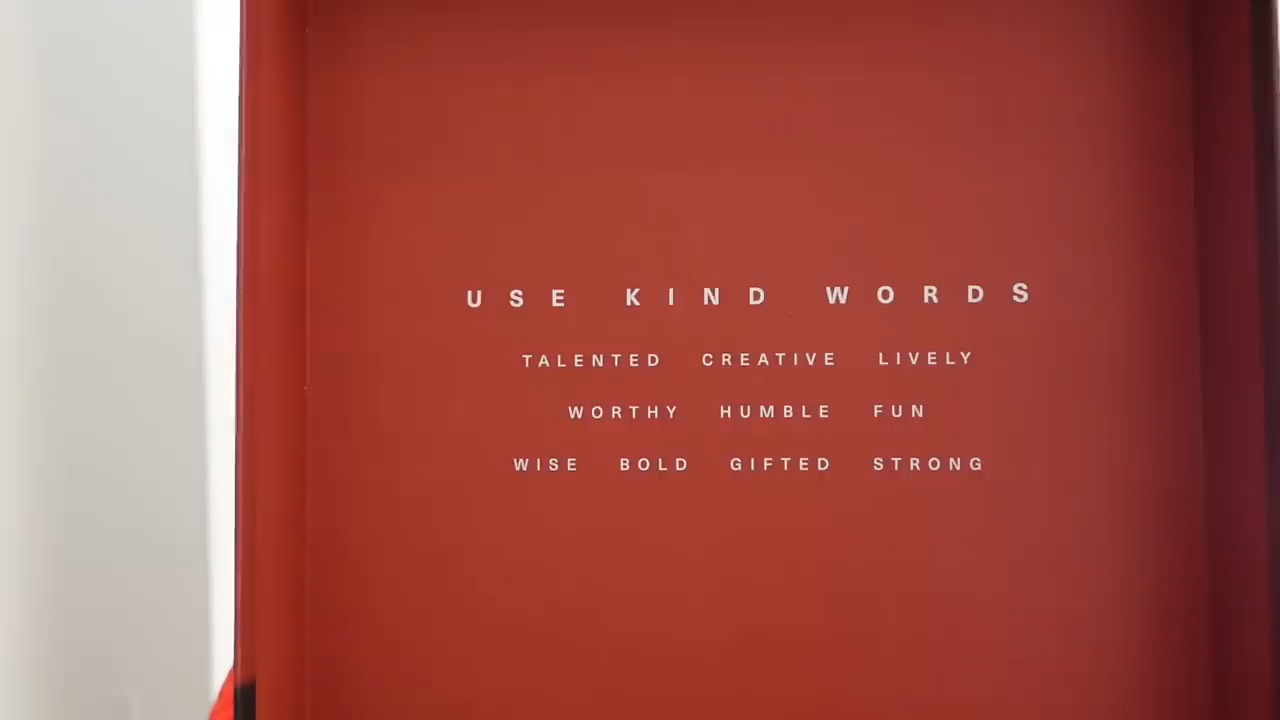 USE KIND WORDS
TALENTED CREATIVE LIVELY
WORTHY HUMBLE FUN
WISE BOLD GIFTED STRONG